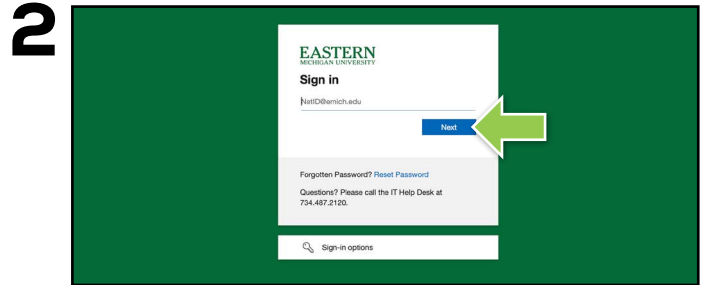 2
EASTERN
MICHIGAN UNIVERSITY
Sign in
NetID@emich.edu
Next
Forgotten Password? Reset Password
Questions? Please call the IT Help Desk at
734.487.2120.
Sign-in options